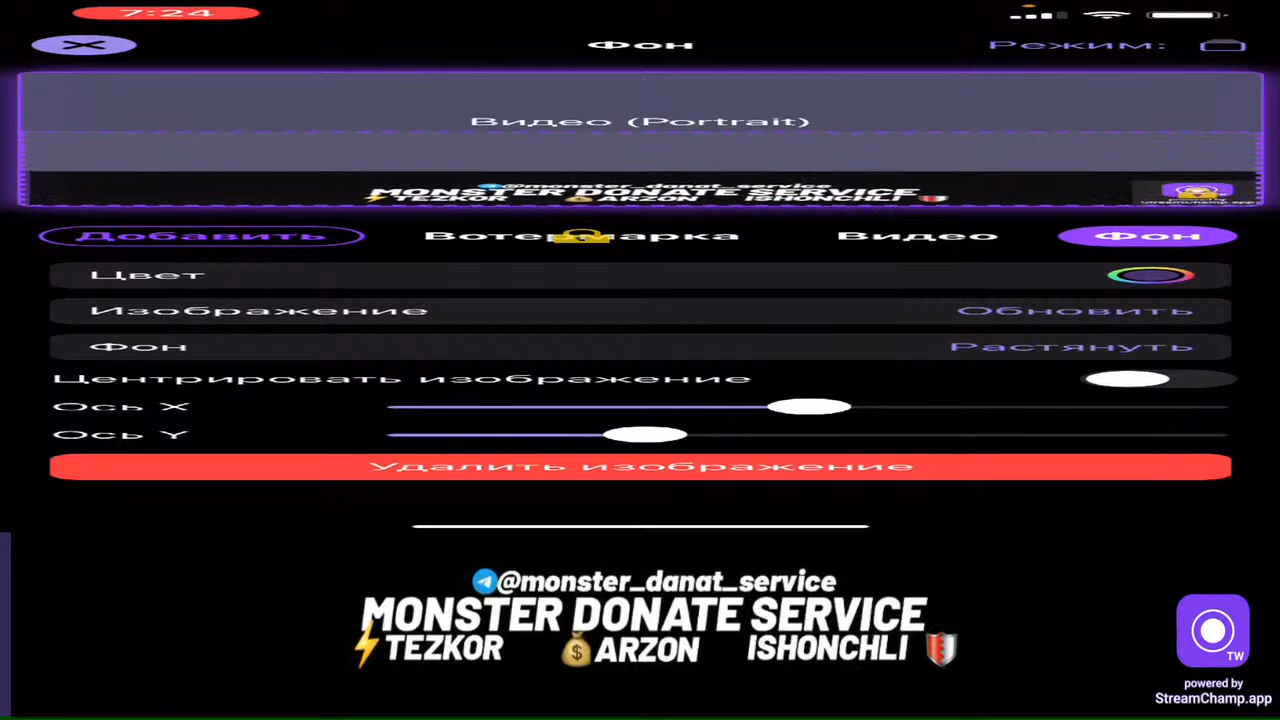 7:24
Фон
Режим:
Видео (Portrait)
@monster_danat_service
MONSTER DONATE SERVICE
TEZKOR ARZON ISHONCHLI
StreamChamp.app
Добавить Вотермарка Видео Фон
Цвет
Изображение Обновить
Фон Растянуть
Центрировать изображение
Ось X
Ось Y
Удалить изображение
@monster_danat_service
MONSTER DONATE SERVICE
TEZKOR ARZON ISHONCHLI
TW
powered by
StreamChamp.app